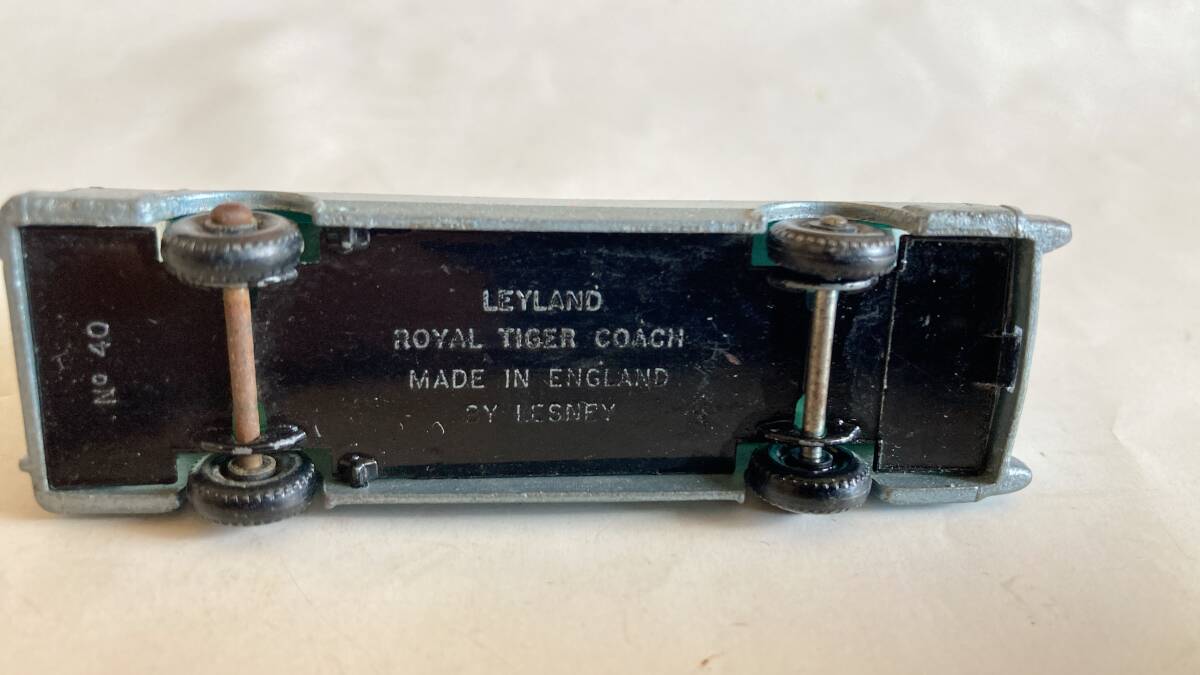 LEYLAND
ROYAL TIGER COACH
MADE IN ENGLAND
BY LESNEY
Nº 40